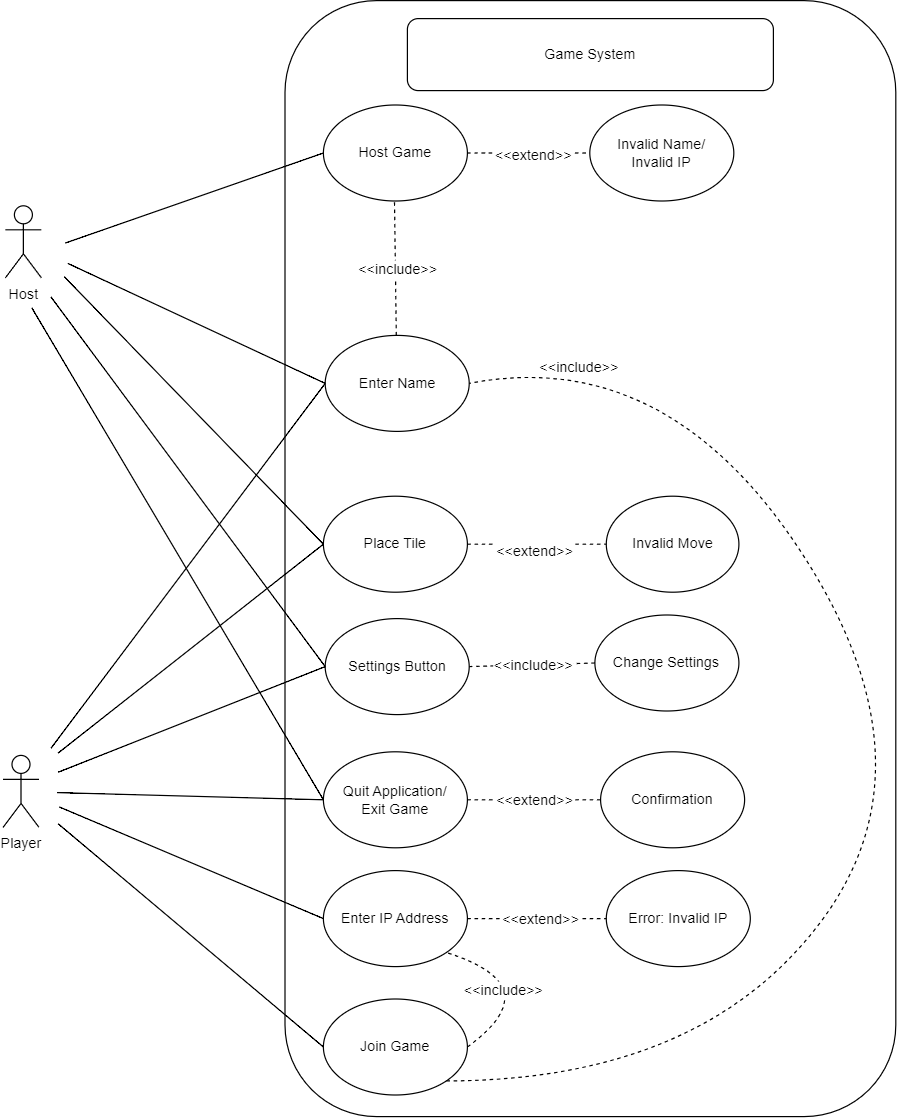 Game System
Host Game
<<extend>>
Invalid Name/
Invalid IP
Host
<<include>>
Enter Name
<<include>>
Place Tile
<<extend>>
Invalid Move
Settings Button
<<include>>
Change Settings
Quit Application/
Exit Game
<<extend>>
Confirmation
Player
Enter IP Address
<<extend>>
Error: Invalid IP
<<include>>
Join Game